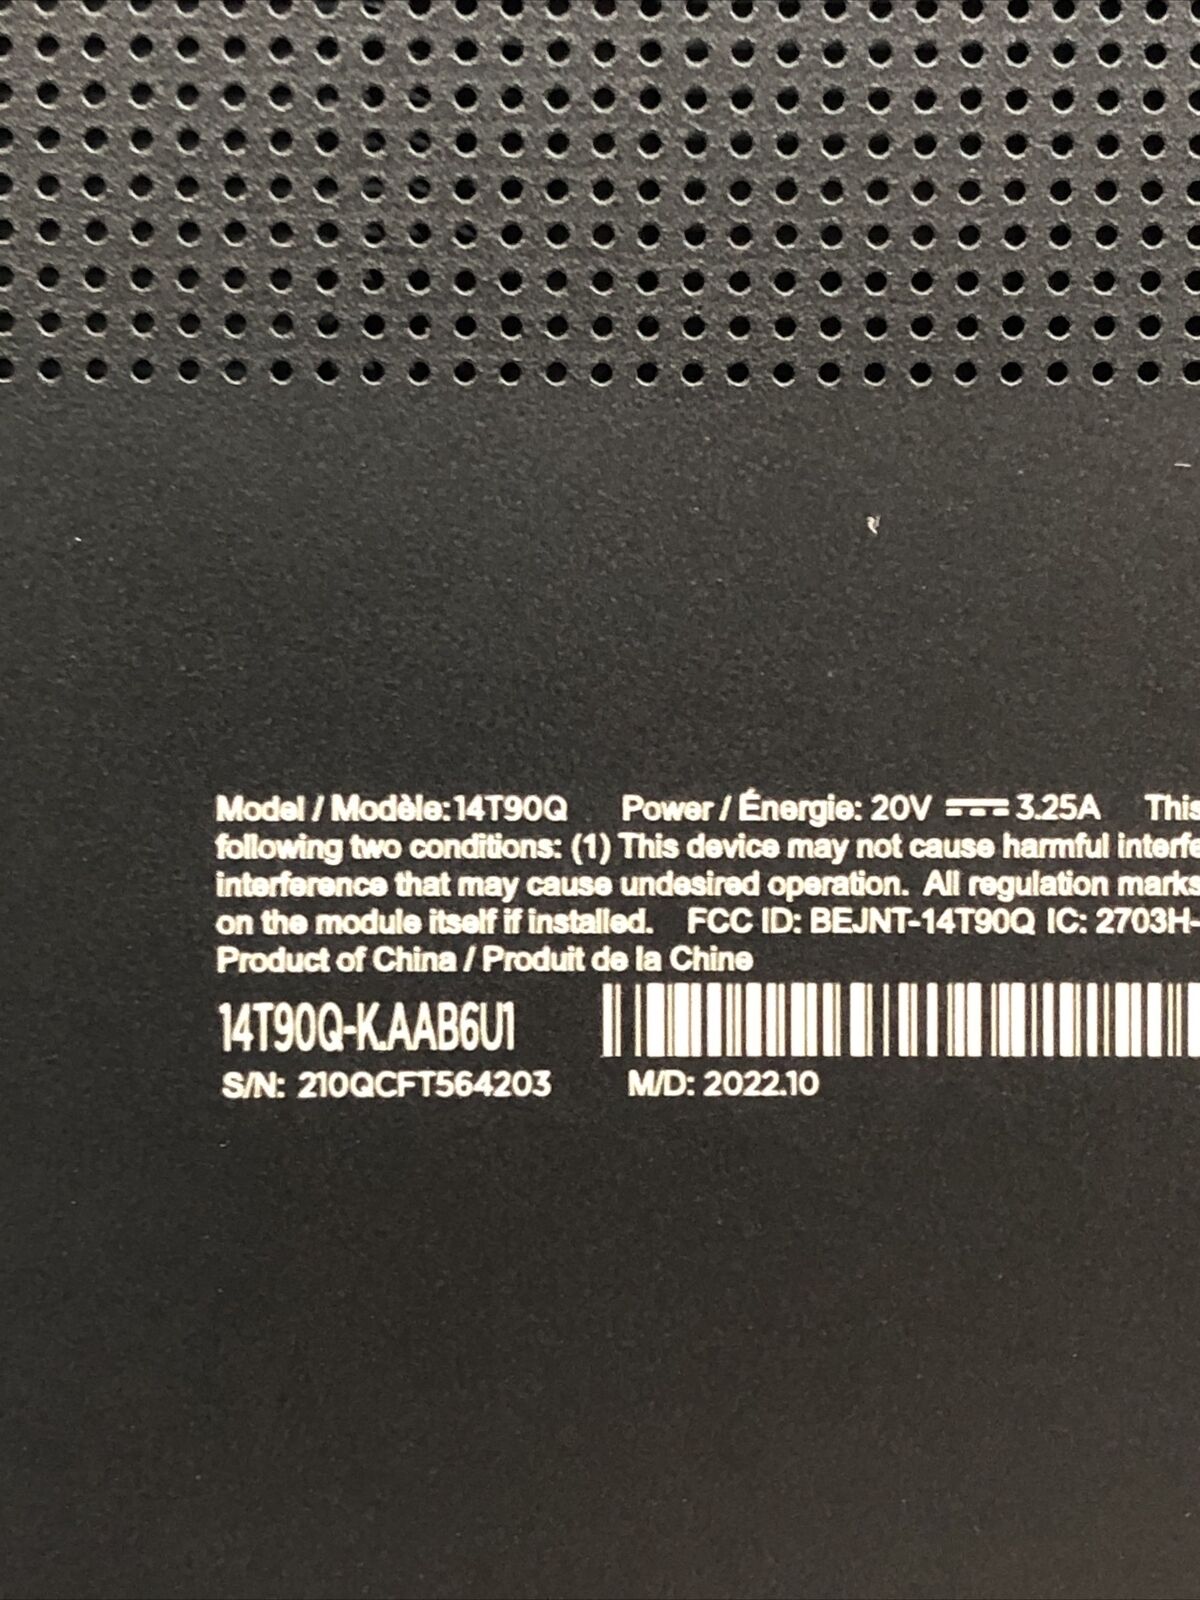 Model / Modèle:14T90Q Power / Énergie: 20V ⎓ 3.25A This
following two conditions: (1) This device may not cause harmful interfe
interference that may cause undesired operation. All regulation marks
on the module itself if installed. FCC ID: BEJNT-14T90Q IC: 2703H-
Product of China / Produit de la Chine
14T90Q-K.AAB6U1
S/N: 210QCFT564203 M/D: 2022.10